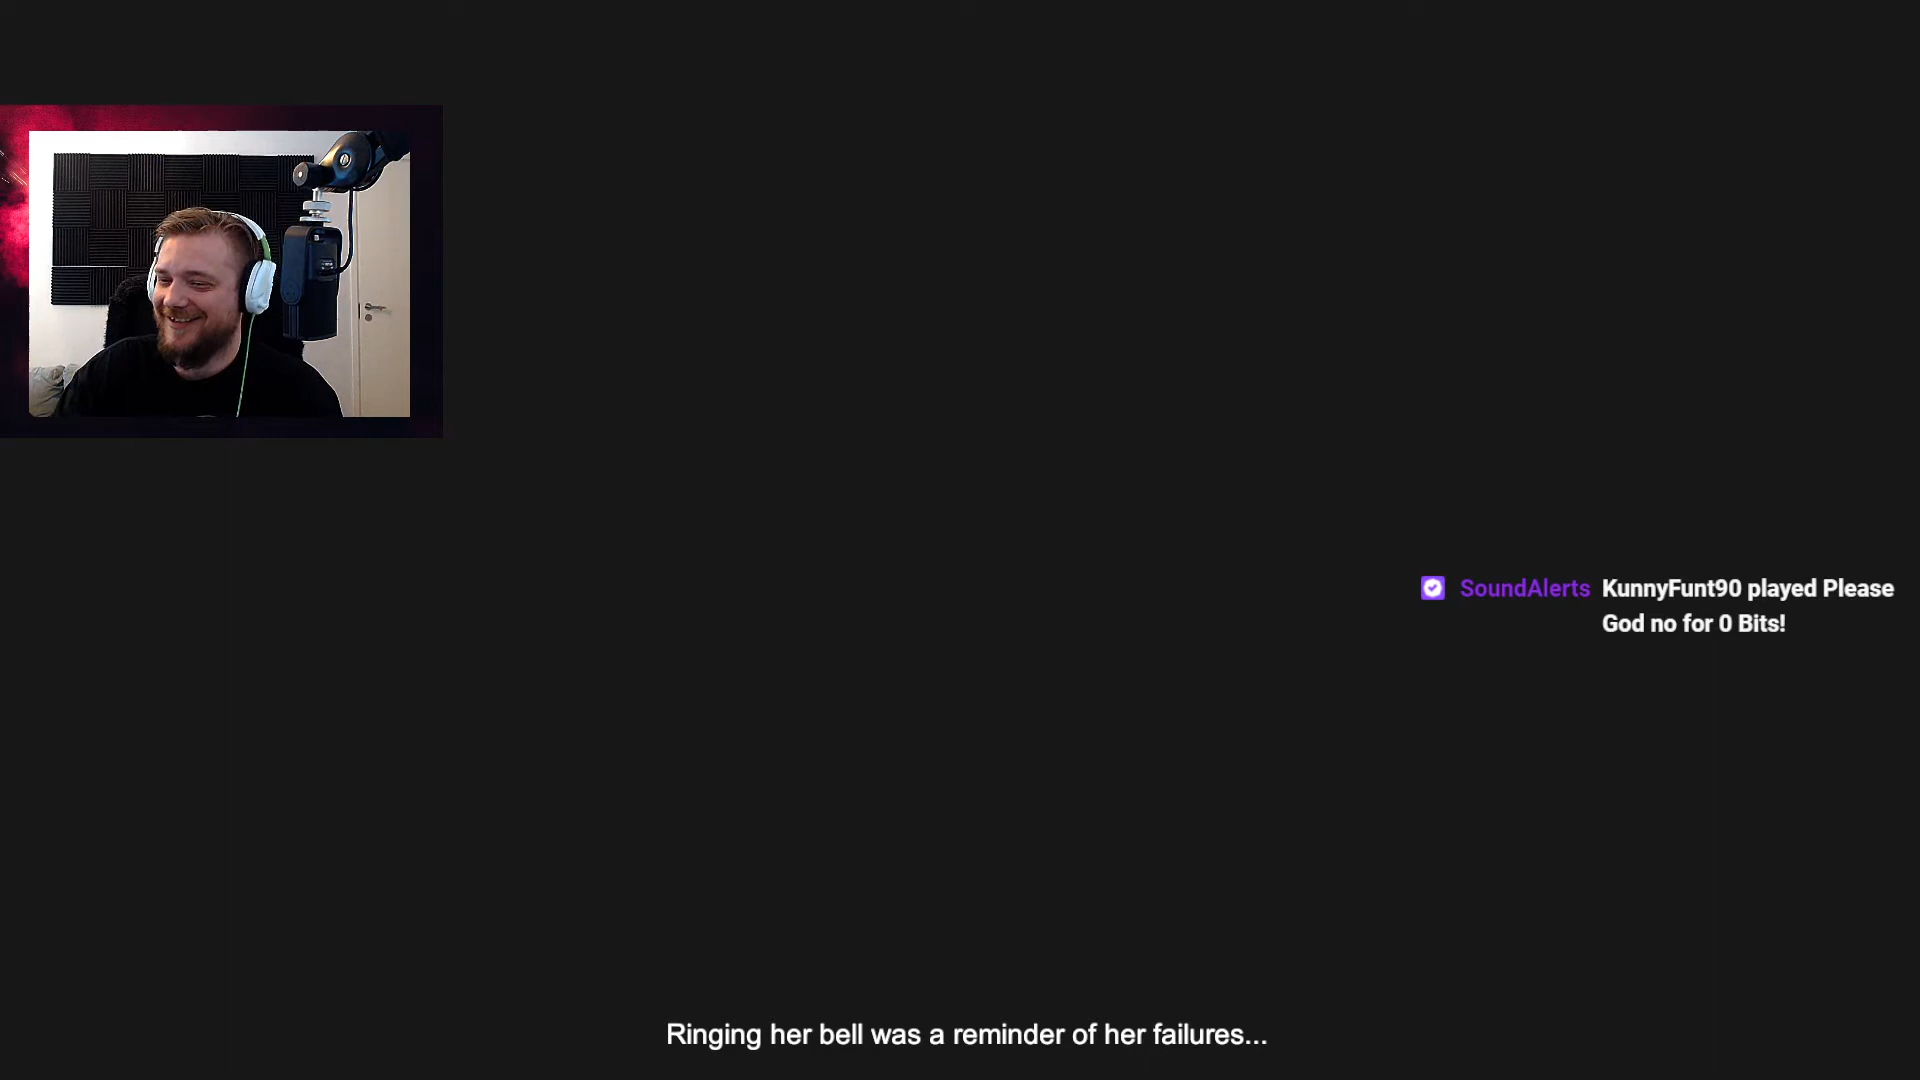 SoundAlerts KunnyFunt90 played Please
God no for 0 Bits!
Ringing her bell was a reminder of her failures...